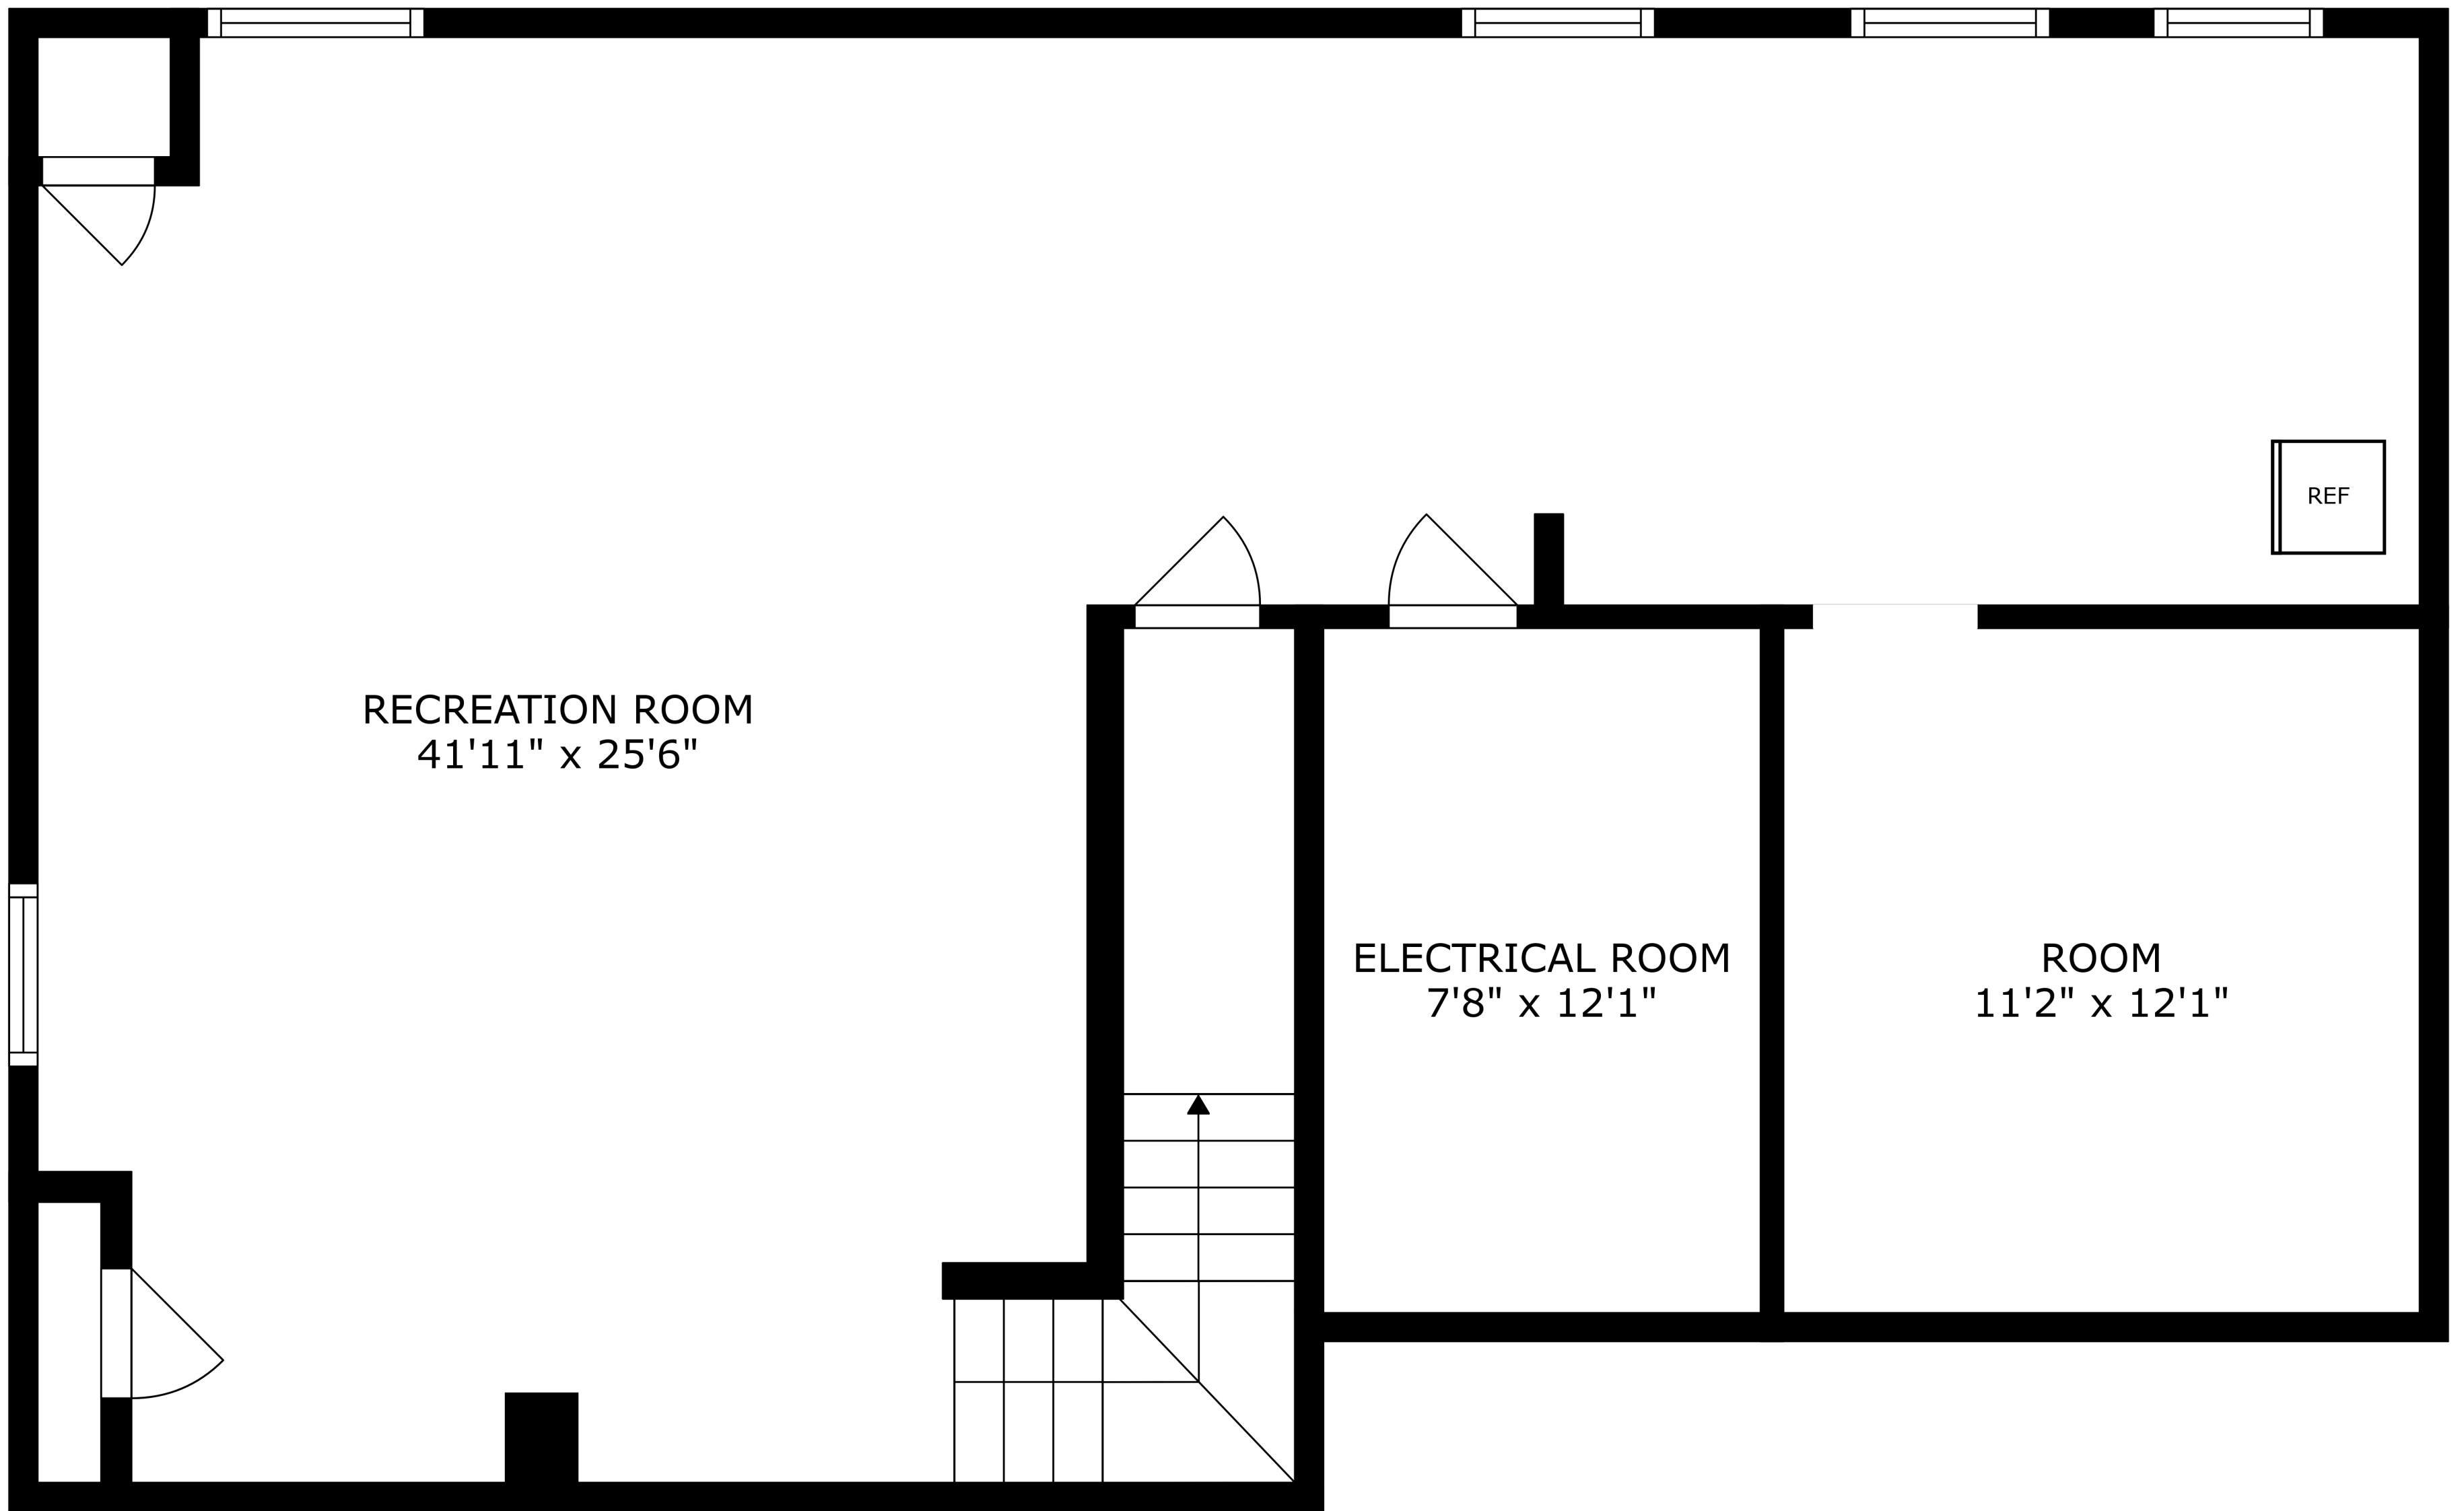 REF
RECREATION ROOM
41'11" x 25'6"
ELECTRICAL ROOM
7'8" x 12'1"
ROOM
11'2" x 12'1"